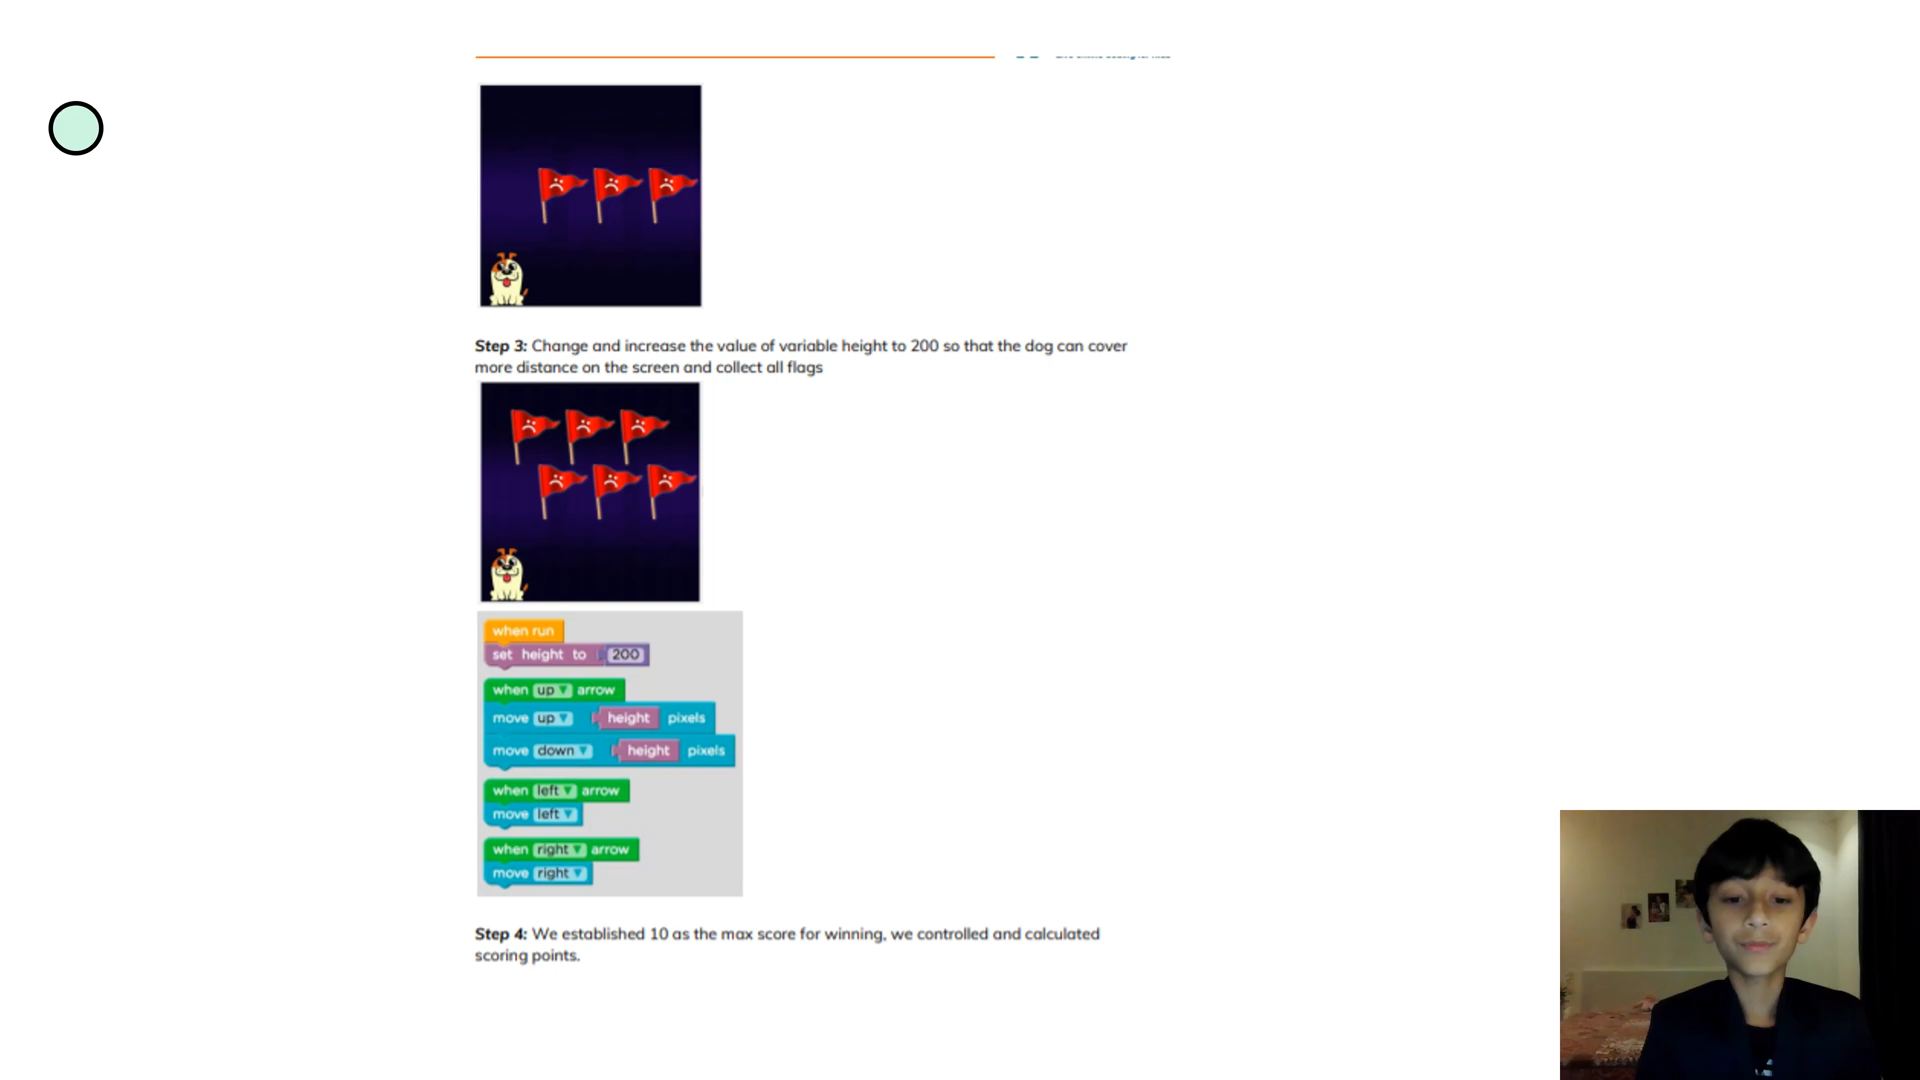 Step 3: Change and increase the value of variable height to 200 so that the dog can cover
more distance on the screen and collect all flags
when run
set height to 200
when up arrow
move up height pixels
move down height pixels
when left arrow
move left
when right arrow
move right
Step 4: We established 10 as the max score for winning, we controlled and calculated
scoring points.